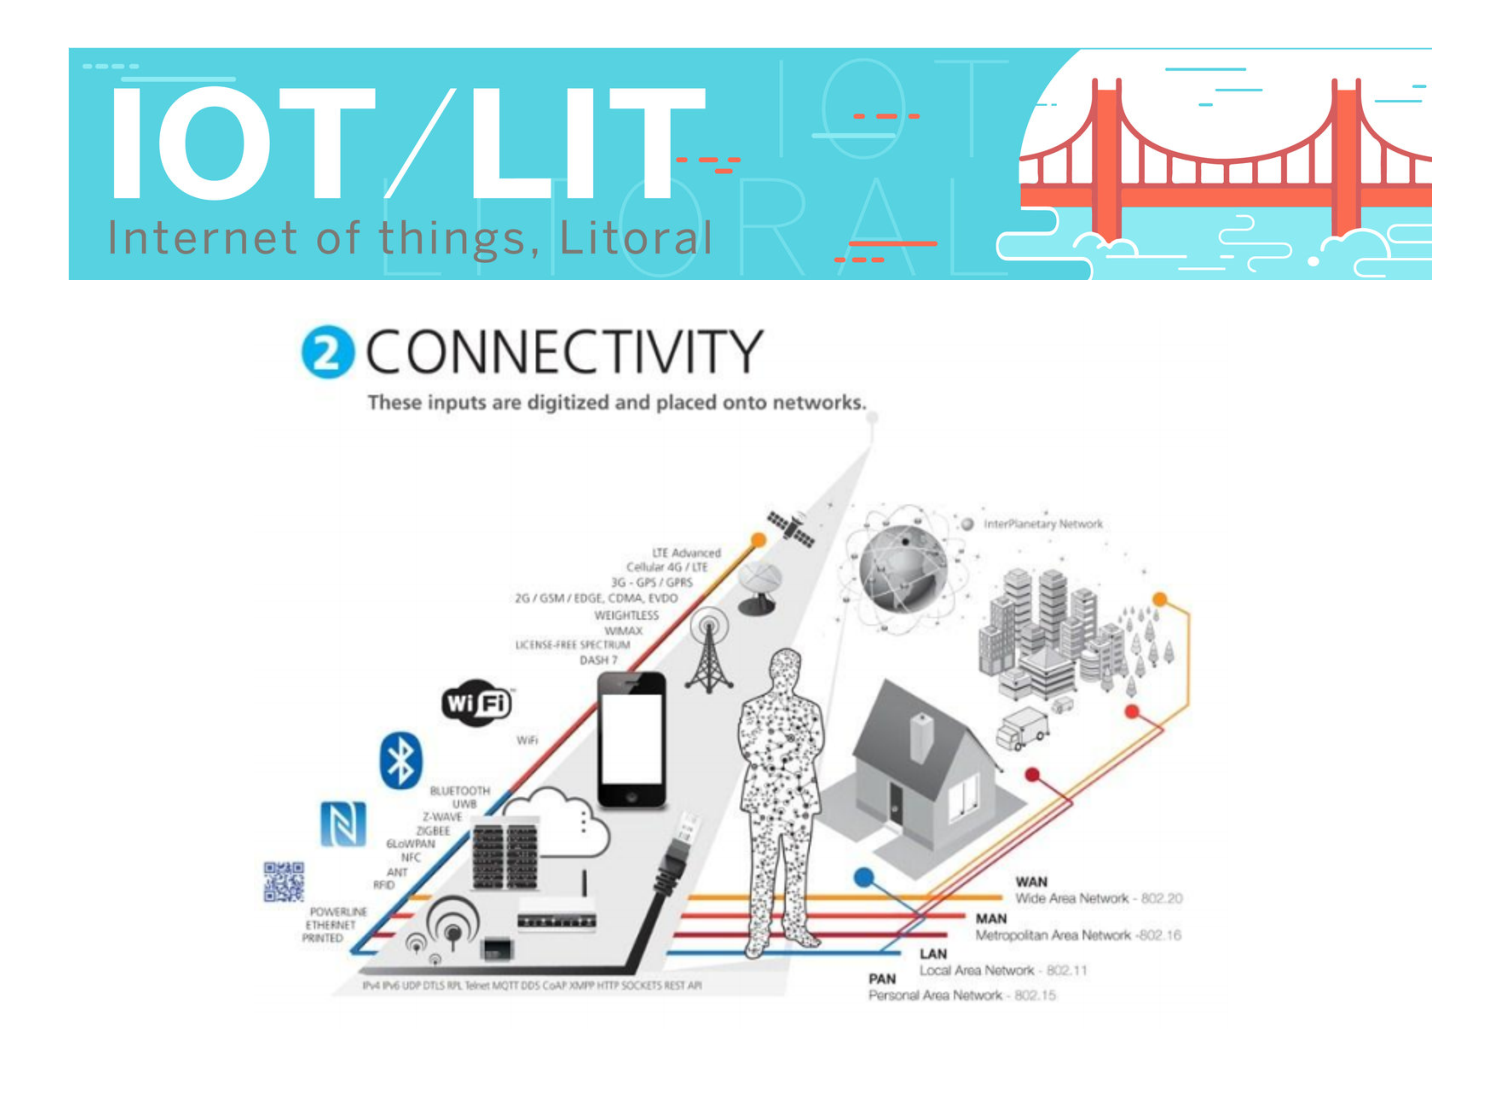 IOT/LIT
Internet of things, Litoral
IOT
LITORAL
2 CONNECTIVITY
These inputs are digitized and placed onto networks.
InterPlanetary Network
LTE Advanced
Cellular 4G / LTE
3G - GPS / GPRS
2G / GSM / EDGE, CDMA, EVDO
WEIGHTLESS
WIMAX
LICENSE-FREE SPECTRUM
DASH 7
WiFi
WiFi
BLUETOOTH
UWB
Z-WAVE
ZIGBEE
6LoWPAN
NFC
ANT
RFID
POWERLINE
ETHERNET
PRINTED
WAN
Wide Area Network - 802.20
MAN
Metropolitan Area Network -802.16
LAN
Local Area Network - 802.11
PAN
Personal Area Network - 802.15
IPv4 IPv6 UDP DTLS RPL Telnet MQTT DDS CoAP XMPP HTTP SOCKETS REST API